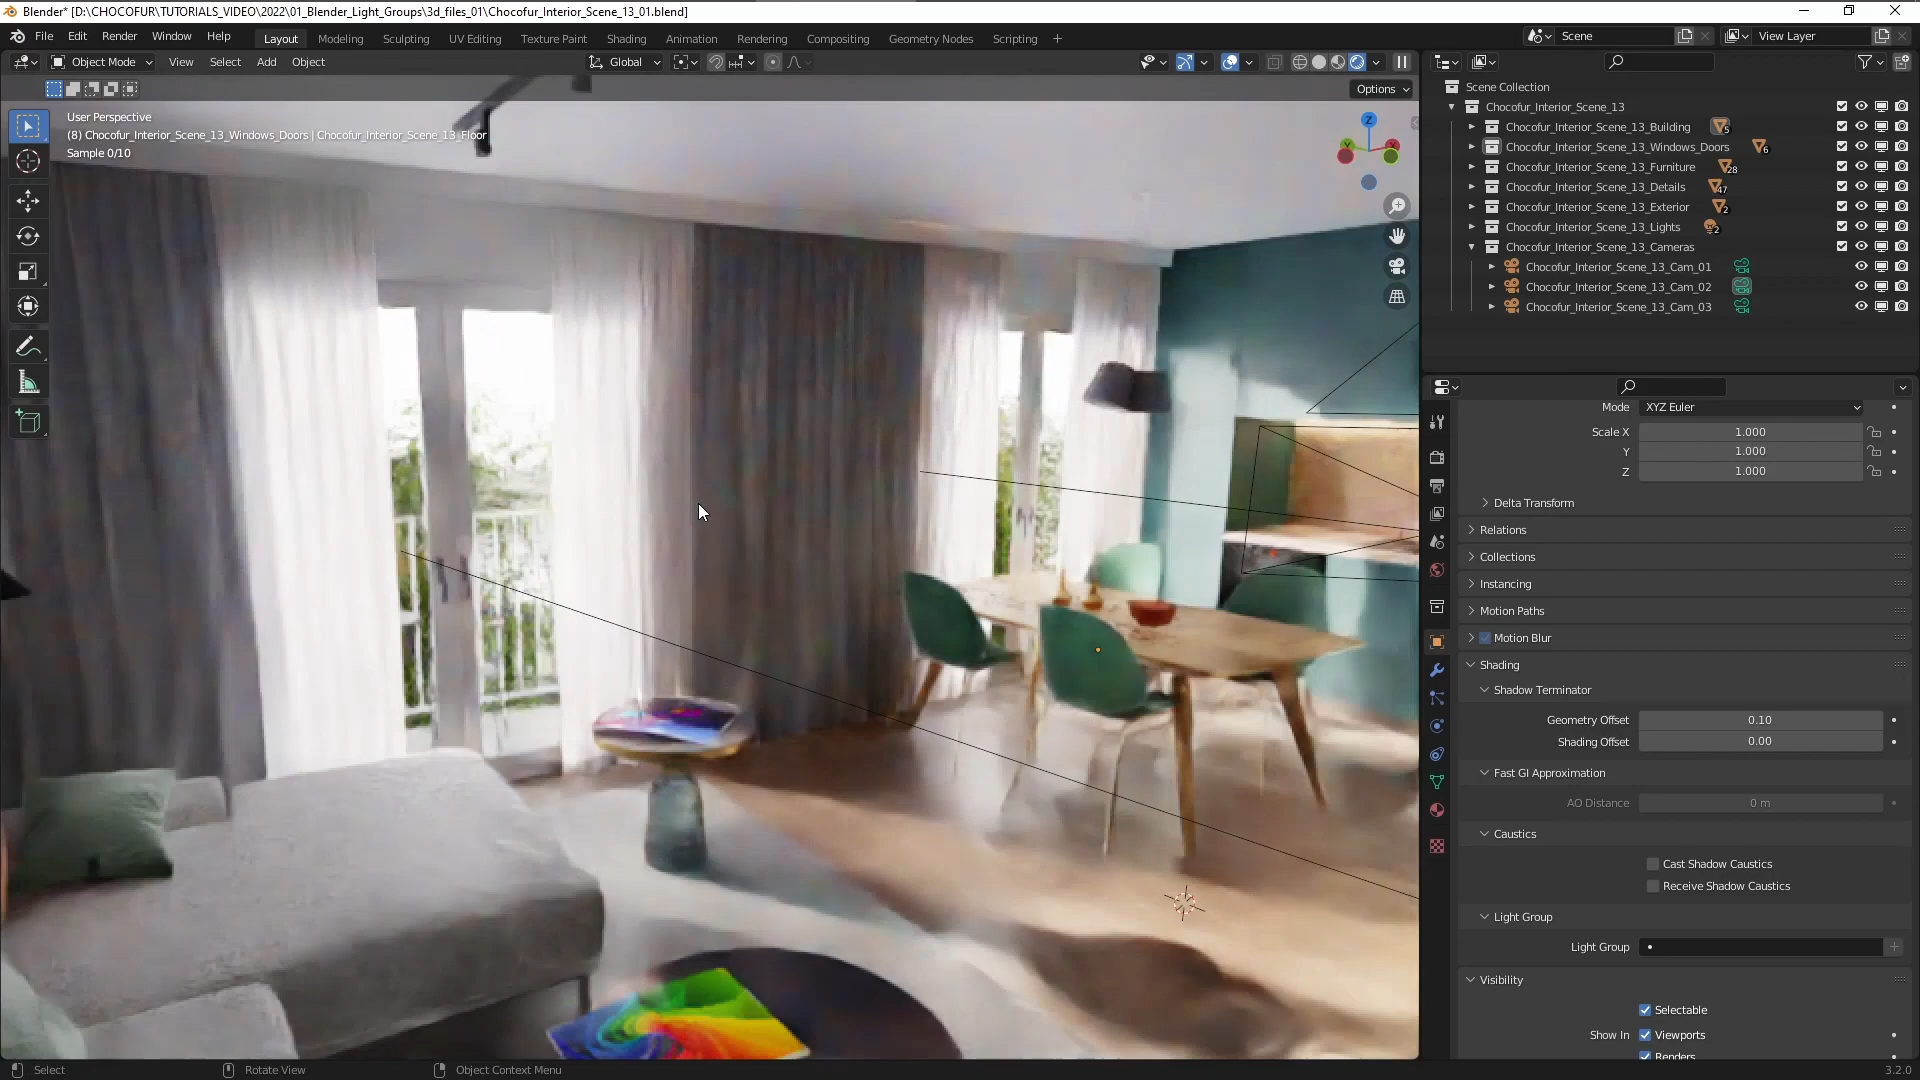 Blender* [D:\CHOCOFUR\TUTORIALS_VIDEO\2022\01_Blender_Light_Groups\3d_files_01\Chocofur_Interior_Scene_13_01.blend]
File Edit Render Window Help Layout Modeling Sculpting UV Editing Texture Paint Shading Animation Rendering Compositing Geometry Nodes Scripting + Scene View Layer
Object Mode View Select Add Object Global
Options
User Perspective
(8) Chocofur_Interior_Scene_13_Windows_Doors | Chocofur_Interior_Scene_13_Floor
Sample 0/10
Z
Y X
Scene Collection
Chocofur_Interior_Scene_13
Chocofur_Interior_Scene_13_Building 5
Chocofur_Interior_Scene_13_Windows_Doors 6
Chocofur_Interior_Scene_13_Furniture 28
Chocofur_Interior_Scene_13_Details 47
Chocofur_Interior_Scene_13_Exterior 2
Chocofur_Interior_Scene_13_Lights 2
Chocofur_Interior_Scene_13_Cameras
Chocofur_Interior_Scene_13_Cam_01
Chocofur_Interior_Scene_13_Cam_02
Chocofur_Interior_Scene_13_Cam_03
Mode XYZ Euler
Scale X 1.000
Y 1.000
Z 1.000
Delta Transform
Relations
Collections
Instancing
Motion Paths
Motion Blur
Shading
Shadow Terminator
Geometry Offset 0.10
Shading Offset 0.00
Fast GI Approximation
AO Distance 0 m
Caustics
Cast Shadow Caustics
Receive Shadow Caustics
Light Group
Light Group
Visibility
Selectable
Show In Viewports
Renders
Select Rotate View Object Context Menu 3.2.0